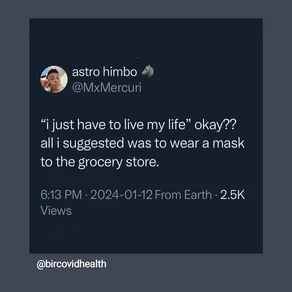 astro himbo 🐴
@MxMercuri
“i just have to live my life” okay??
all i suggested was to wear a mask
to the grocery store.
6:13 PM · 2024-01-12 From Earth · 2.5K
Views
@bircovidhealth